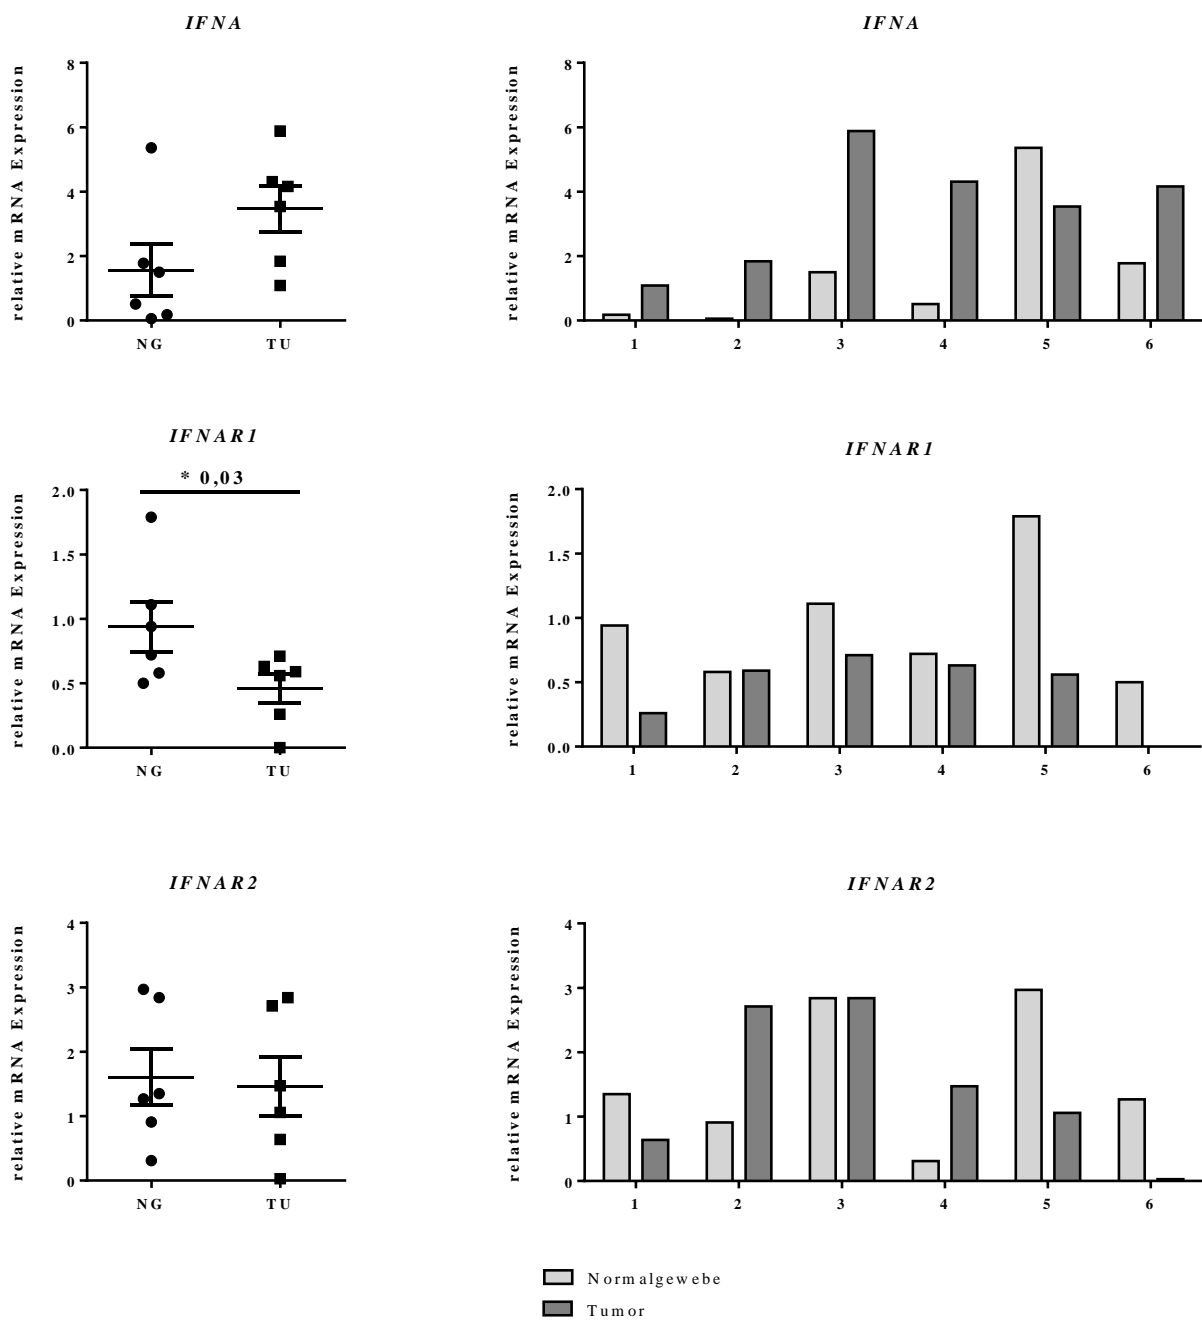 IFNA
relative mRNA Expression
8
6
4
2
0
NG TU
IFNA
relative mRNA Expression
8
6
4
2
0
1 2 3 4 5 6
IFNAR1
* 0,03
relative mRNA Expression
2.0
1.5
1.0
0.5
0.0
NG TU
IFNAR1
relative mRNA Expression
2.0
1.5
1.0
0.5
0.0
1 2 3 4 5 6
IFNAR2
relative mRNA Expression
4
3
2
1
0
NG TU
IFNAR2
relative mRNA Expression
4
3
2
1
0
1 2 3 4 5 6
Normalgewebe
Tumor